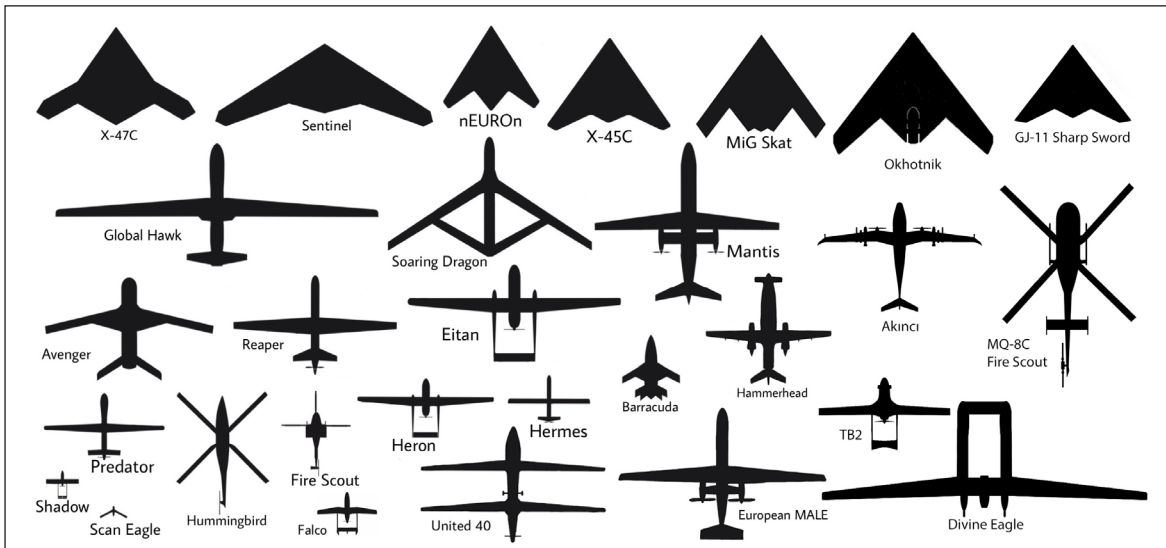 X-47C
Sentinel
nEUROn
X-45C
MiG Skat
Okhotnik
GJ-11 Sharp Sword
Global Hawk
Soaring Dragon
Mantis
Akıncı
MQ-8C
Fire Scout
Avenger
Reaper
Eitan
Barracuda
Hammerhead
Predator
Heron
Hermes
TB2
Shadow
Scan Eagle
Hummingbird
Fire Scout
Falco
United 40
European MALE
Divine Eagle